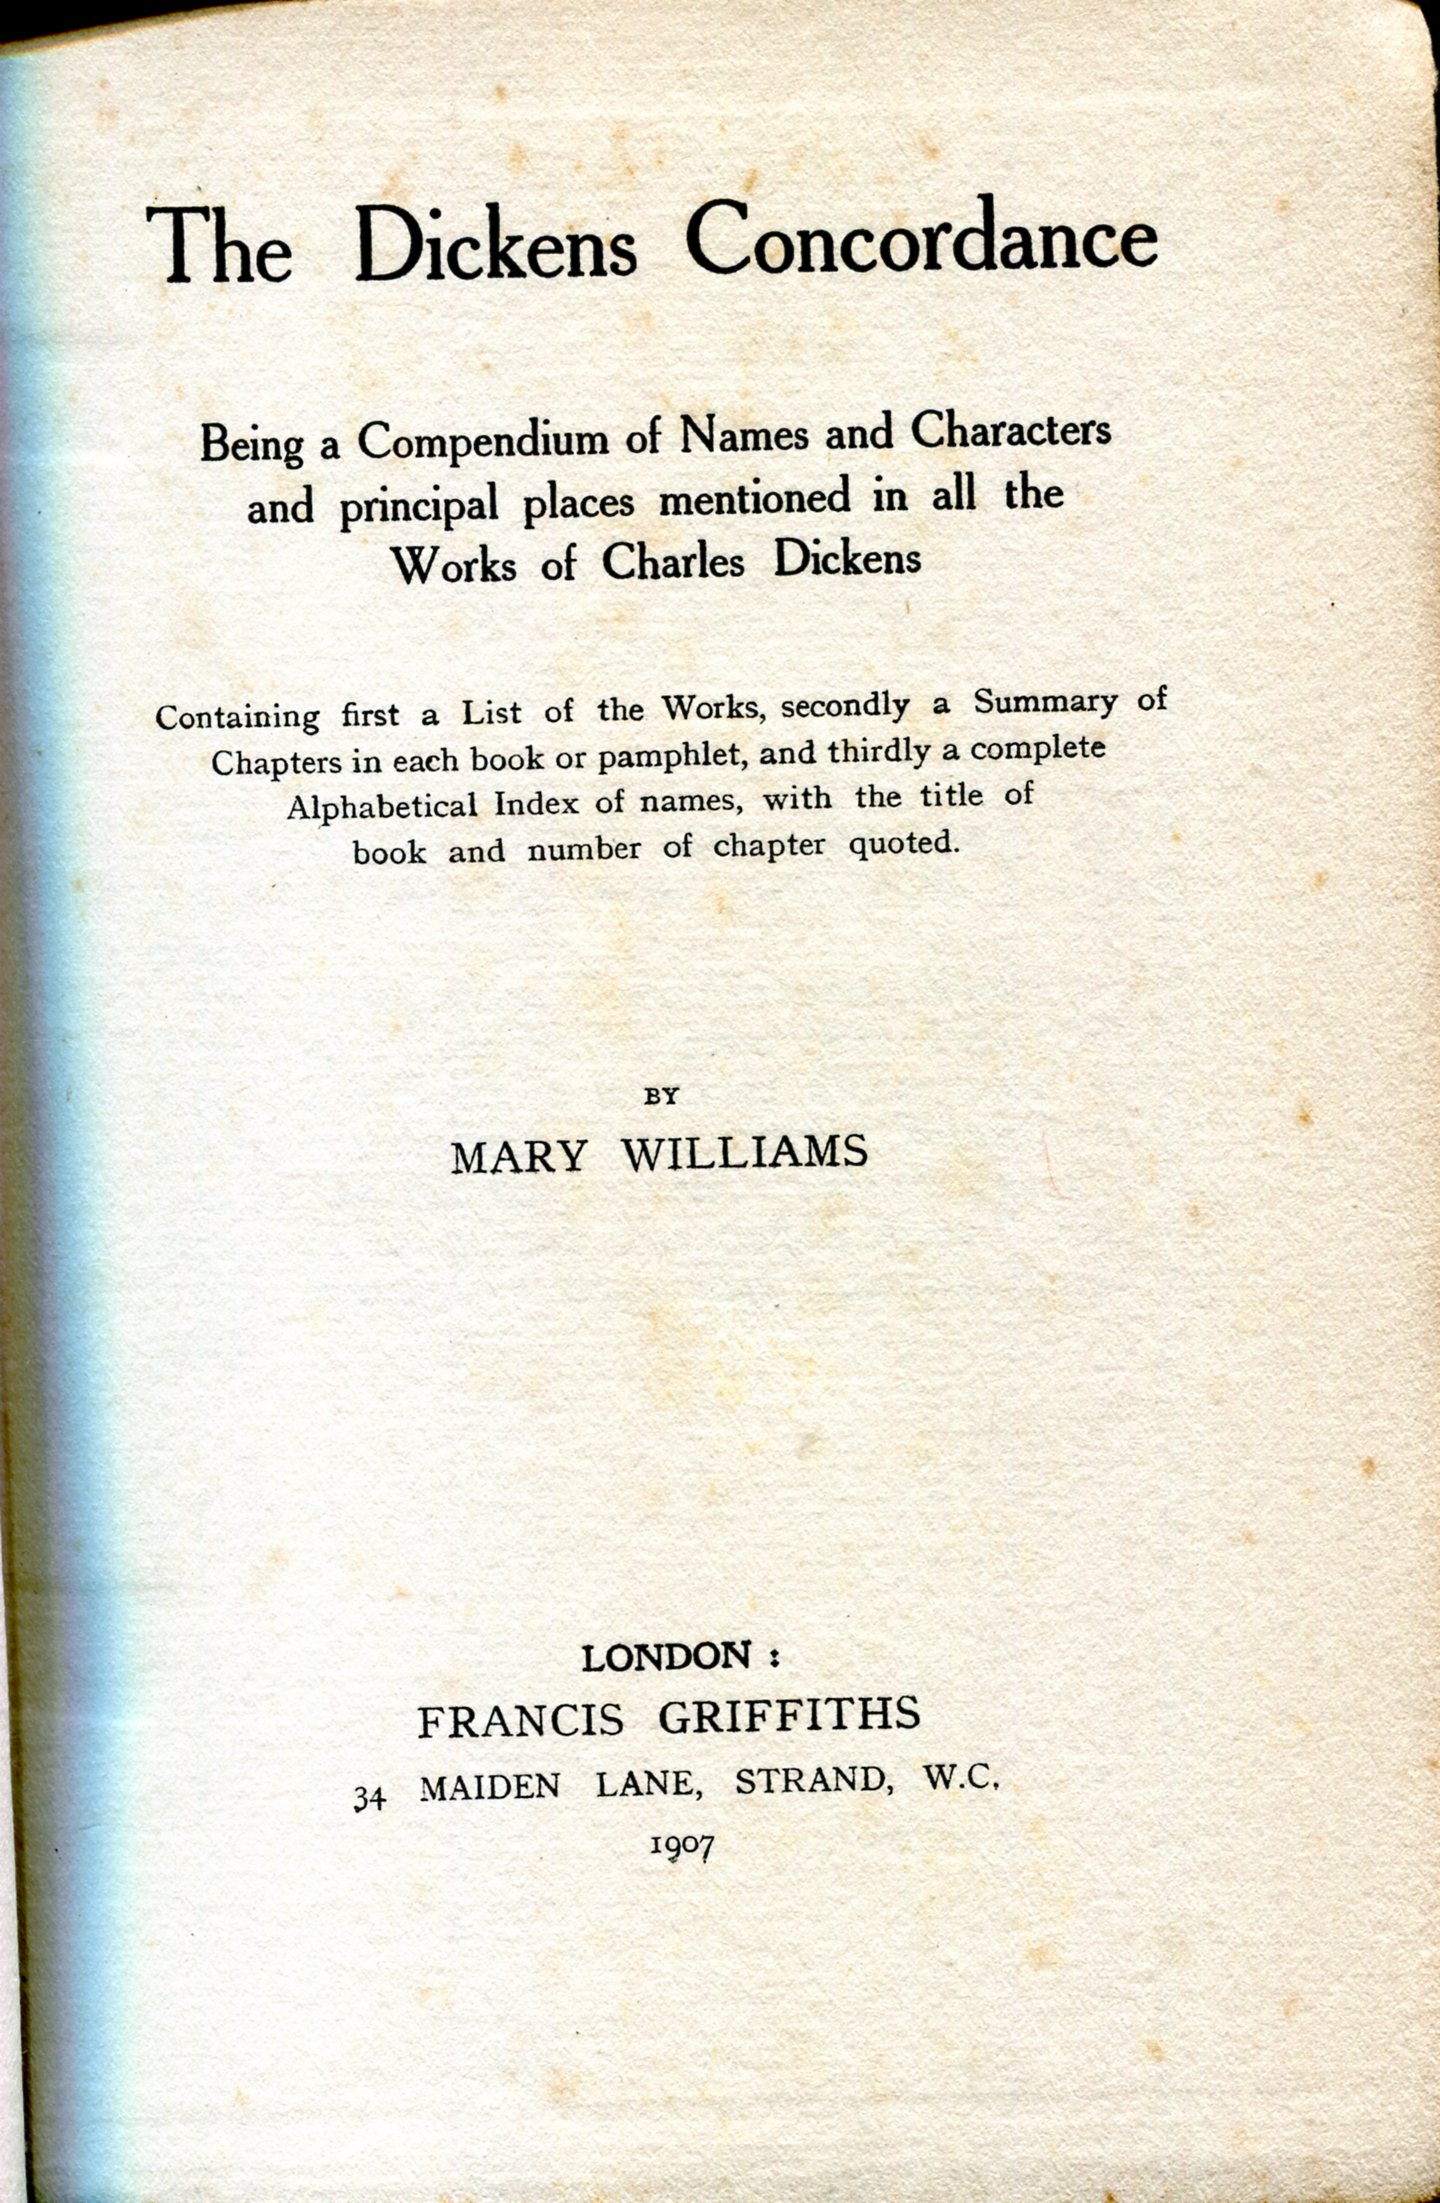 The Dickens Concordance
Being a Compendium of Names and Characters
and principal places mentioned in all the
Works of Charles Dickens
Containing first a List of the Works, secondly a Summary of
Chapters in each book or pamphlet, and thirdly a complete
Alphabetical Index of names, with the title of
book and number of chapter quoted.
BY
MARY WILLIAMS
LONDON :
FRANCIS GRIFFITHS
34 MAIDEN LANE, STRAND, W.C.
1907